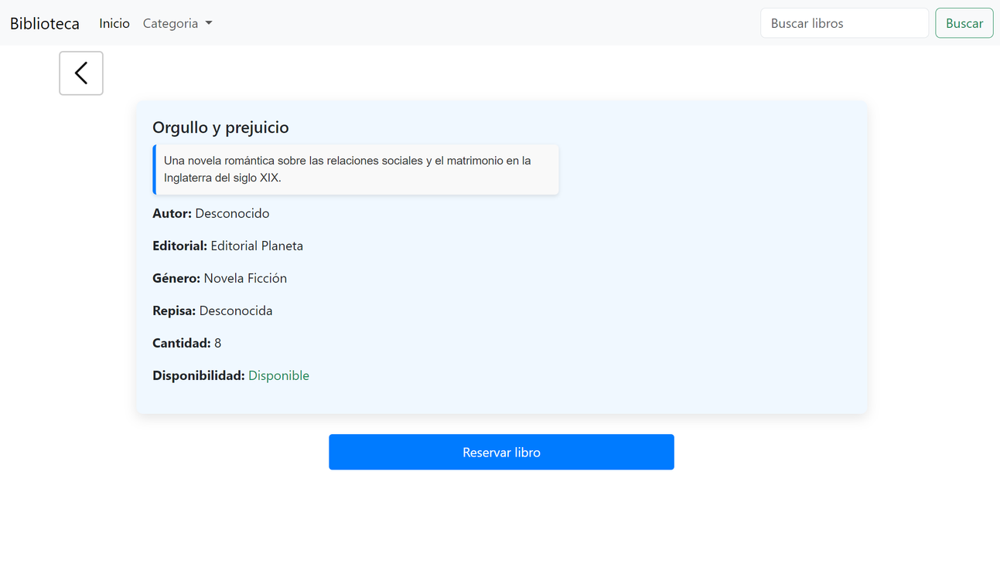 Biblioteca Inicio Categoria Buscar libros Buscar
Orgullo y prejuicio
Una novela romántica sobre las relaciones sociales y el matrimonio en la
Inglaterra del siglo XIX.
Autor: Desconocido
Editorial: Editorial Planeta
Género: Novela Ficción
Repisa: Desconocida
Cantidad: 8
Disponibilidad: Disponible
Reservar libro